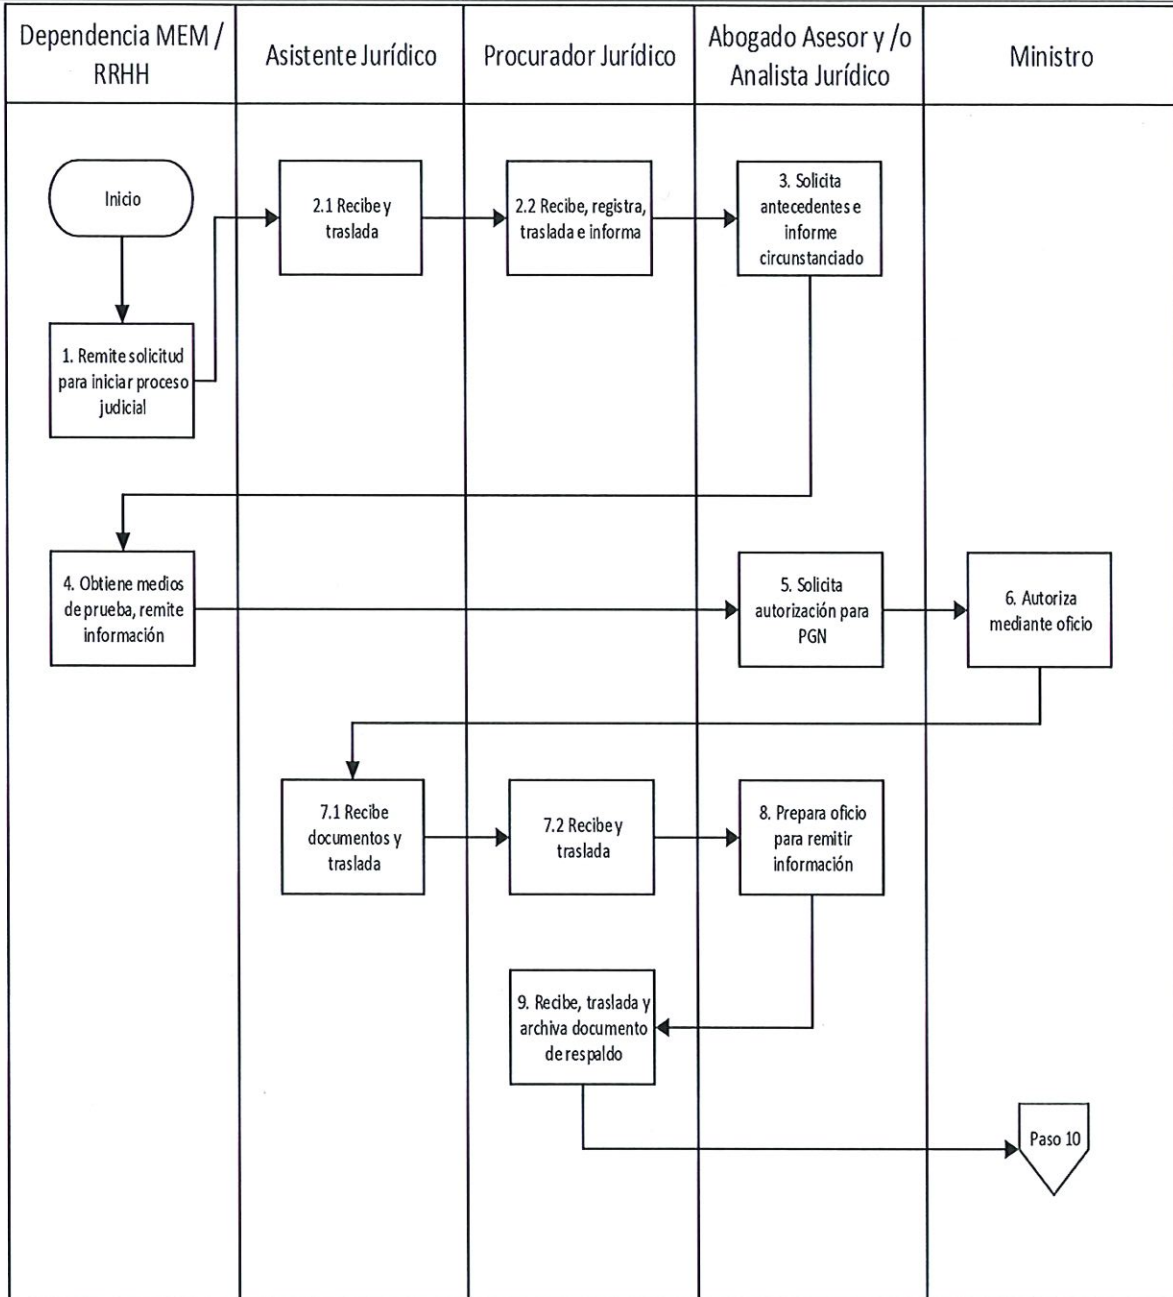 Dependencia MEM /
RRHH
Asistente Jurídico
Procurador Jurídico
Abogado Asesor y /o
Analista Jurídico
Ministro
Inicio
2.1 Recibe y
traslada
2.2 Recibe, registra,
traslada e informa
3. Solicita
antecedentes e
informe
circunstanciado
1. Remite solicitud
para iniciar proceso
judicial
4. Obtiene medios
de prueba, remite
información
5. Solicita
autorización para
PGN
6. Autoriza
mediante oficio
7.1 Recibe
documentos y
traslada
7.2 Recibe y
traslada
8. Prepara oficio
para remitir
información
9. Recibe, traslada y
archiva documento
de respaldo
Paso 10